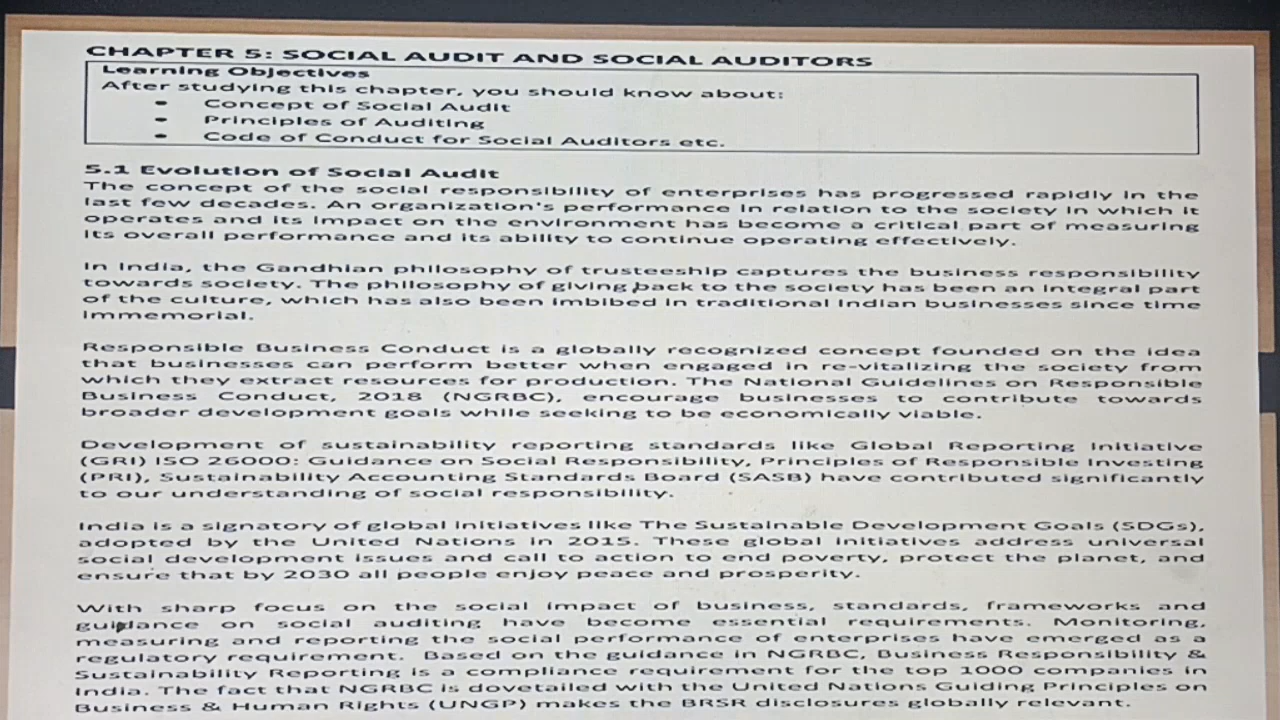 CHAPTER 5: SOCIAL AUDIT AND SOCIAL AUDITORS
Learning Objectives
After studying this chapter, you should know about:
• Concept of Social Audit
• Principles of Auditing
• Code of Conduct for Social Auditors etc.
5.1 Evolution of Social Audit
The concept of the social responsibility of enterprises has progressed rapidly in the
last few decades. An organization's performance in relation to the society in which it
operates and its impact on the environment has become a critical part of measuring
its overall performance and its ability to continue operating effectively.
In India, the Gandhian philosophy of trusteeship captures the business responsibility
towards society. The philosophy of giving back to the society has been an integral part
of the culture, which has also been imbibed in traditional Indian businesses since time
immemorial.
Responsible Business Conduct is a globally recognized concept founded on the idea
that businesses can perform better when engaged in re-vitalizing the society from
which they extract resources for production. The National Guidelines on Responsible
Business Conduct, 2018 (NGRBC), encourage businesses to contribute towards
broader development goals while seeking to be economically viable.
Development of sustainability reporting standards like Global Reporting Initiative
(GRI) ISO 26000: Guidance on Social Responsibility, Principles of Responsible Investing
(PRI), Sustainability Accounting Standards Board (SASB) have contributed significantly
to our understanding of social responsibility.
India is a signatory of global initiatives like The Sustainable Development Goals (SDGs),
adopted by the United Nations in 2015. These global initiatives address universal
social development issues and call to action to end poverty, protect the planet, and
ensure that by 2030 all people enjoy peace and prosperity.
With sharp focus on the social impact of business, standards, frameworks and
guidance on social auditing have become essential requirements. Monitoring,
measuring and reporting the social performance of enterprises have emerged as a
regulatory requirement. Based on the guidance in NGRBC, Business Responsibility &
Sustainability Reporting is a compliance requirement for the top 1000 companies in
India. The fact that NGRBC is dovetailed with the United Nations Guiding Principles on
Business & Human Rights (UNGP) makes the BRSR disclosures globally relevant.